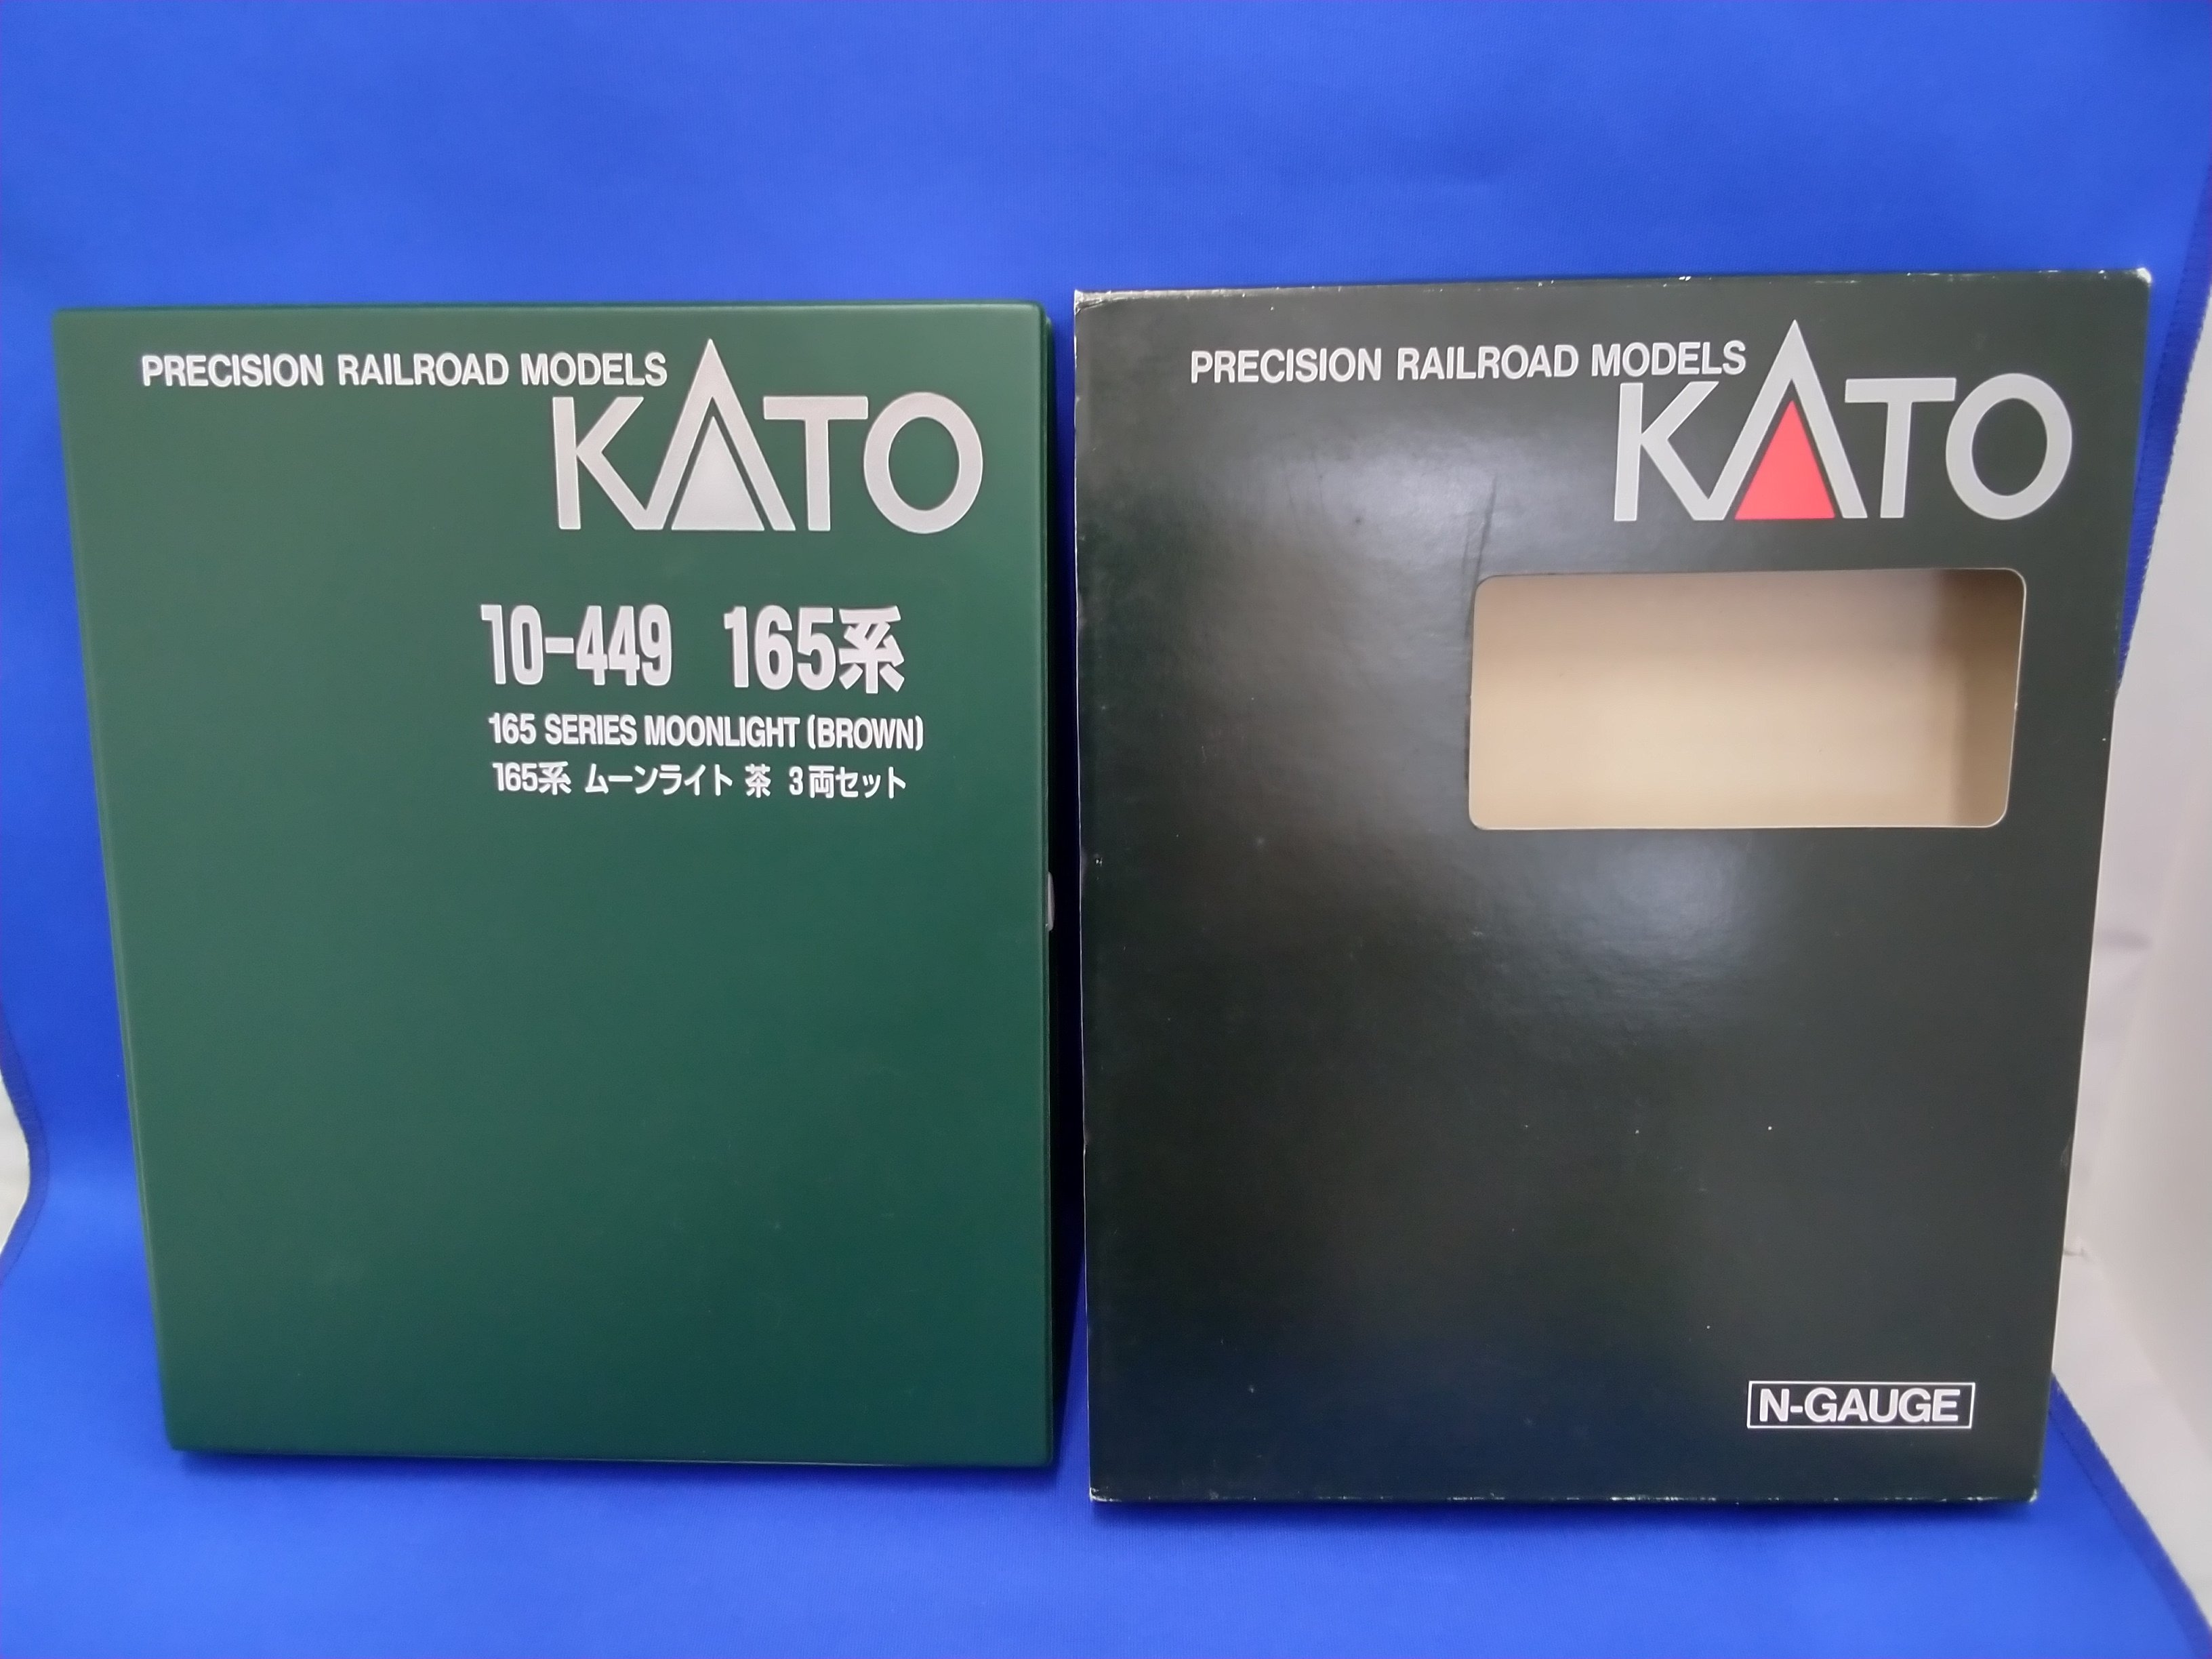 PRECISION RAILROAD MODELS
KATO
10-449 165系
165 SERIES MOONLIGHT (BROWN)
165系 ムーンライト 茶 3両セット
PRECISION RAILROAD MODELS
KATO
N-GAUGE